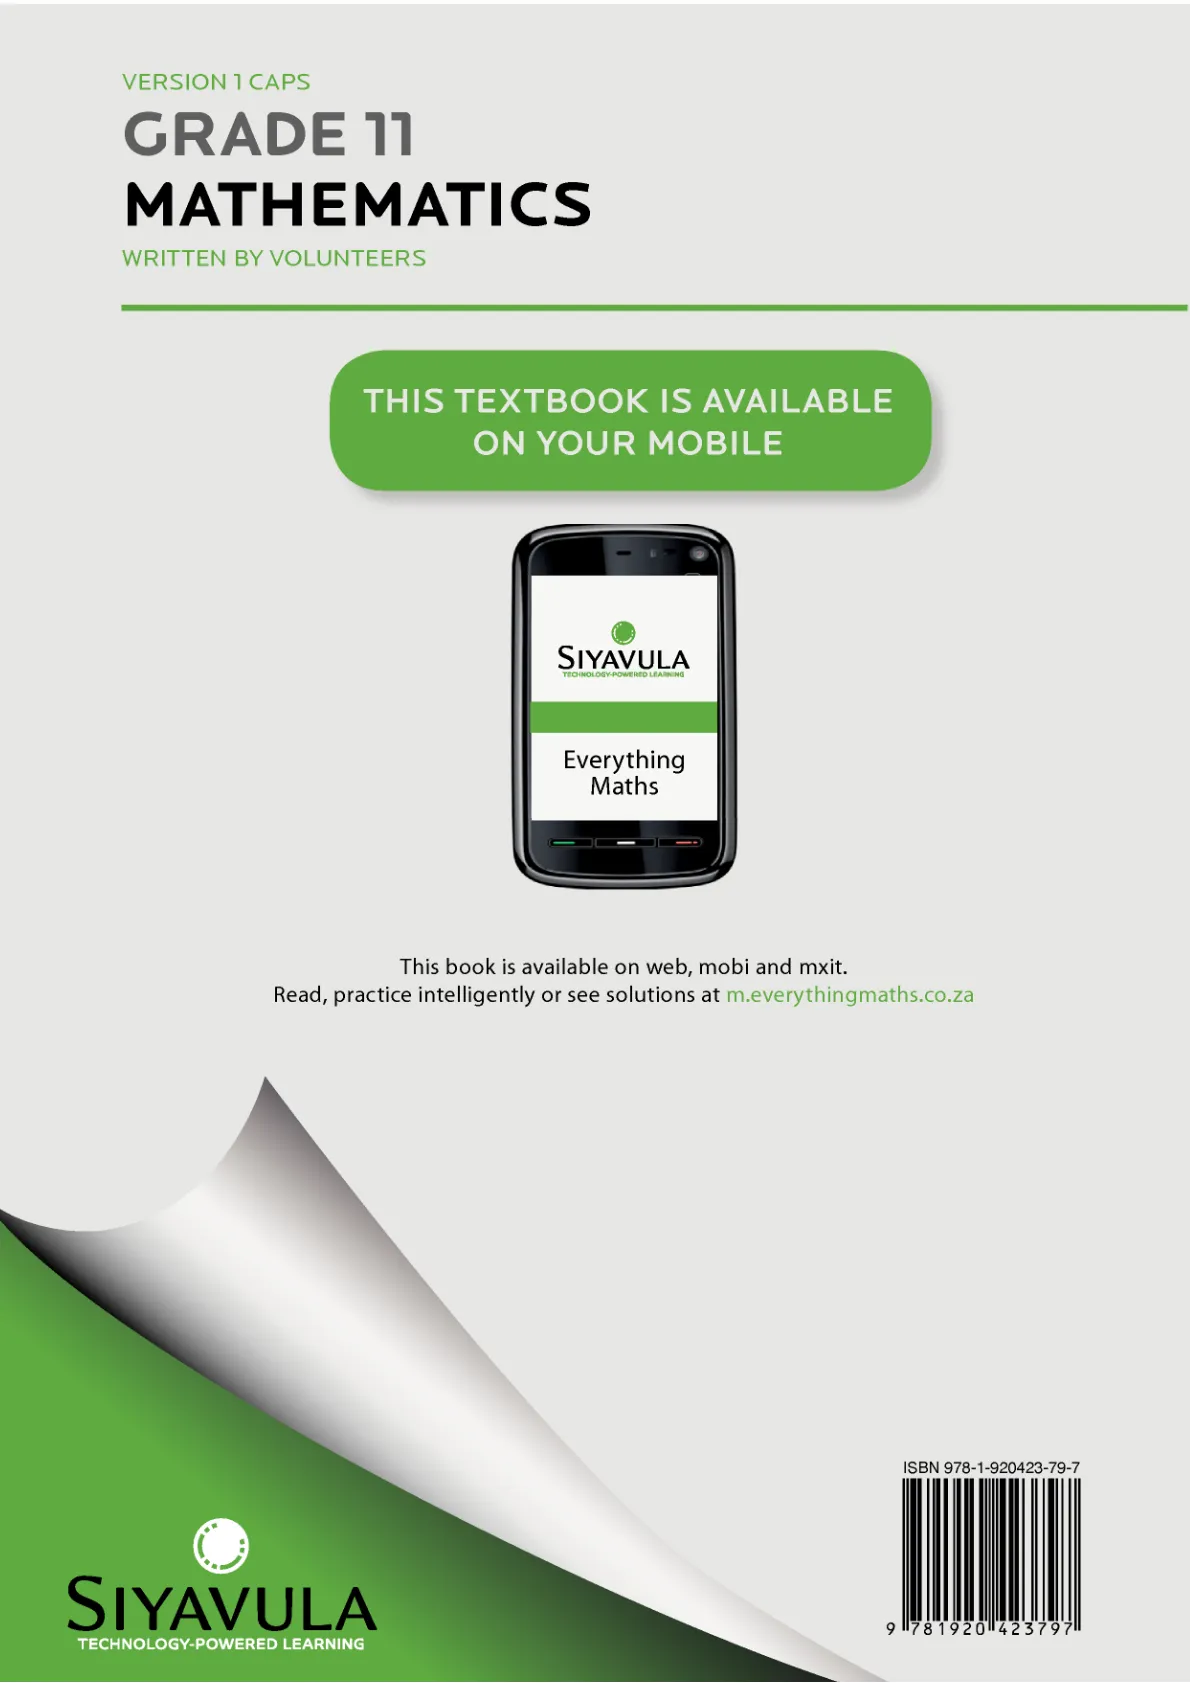 VERSION 1 CAPS
GRADE 11
MATHEMATICS
WRITTEN BY VOLUNTEERS
THIS TEXTBOOK IS AVAILABLE
ON YOUR MOBILE
SIYAVULA
TECHNOLOGY-POWERED LEARNING
Everything
Maths
This book is available on web, mobi and mxit.
Read, practice intelligently or see solutions at m.everythingmaths.co.za
ISBN 978-1-920423-79-7
9 781920 423797
SIYAVULA
TECHNOLOGY-POWERED LEARNING